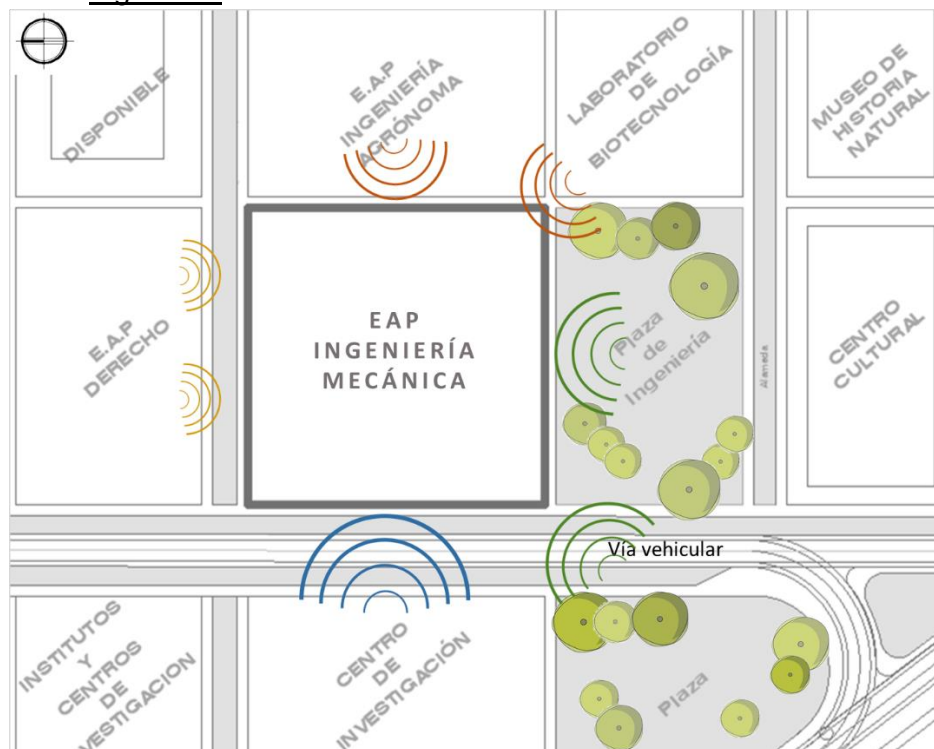 DISPONIBLE
E.A.P
INGENIERÍA
AGRÓNOMA
LABORATORIO
DE
BIOTECNOLOGÍA
MUSEO DE
HISTORIA
NATURAL
E.A.P
DERECHO
EAP
INGENIERÍA
MECÁNICA
Plaza
de
Ingeniería
Alameda
CENTRO
CULTURAL
Vía vehicular
INSTITUTOS
Y
CENTROS
DE
CENTRO
DE
INVESTIGACIÓN
Plaza